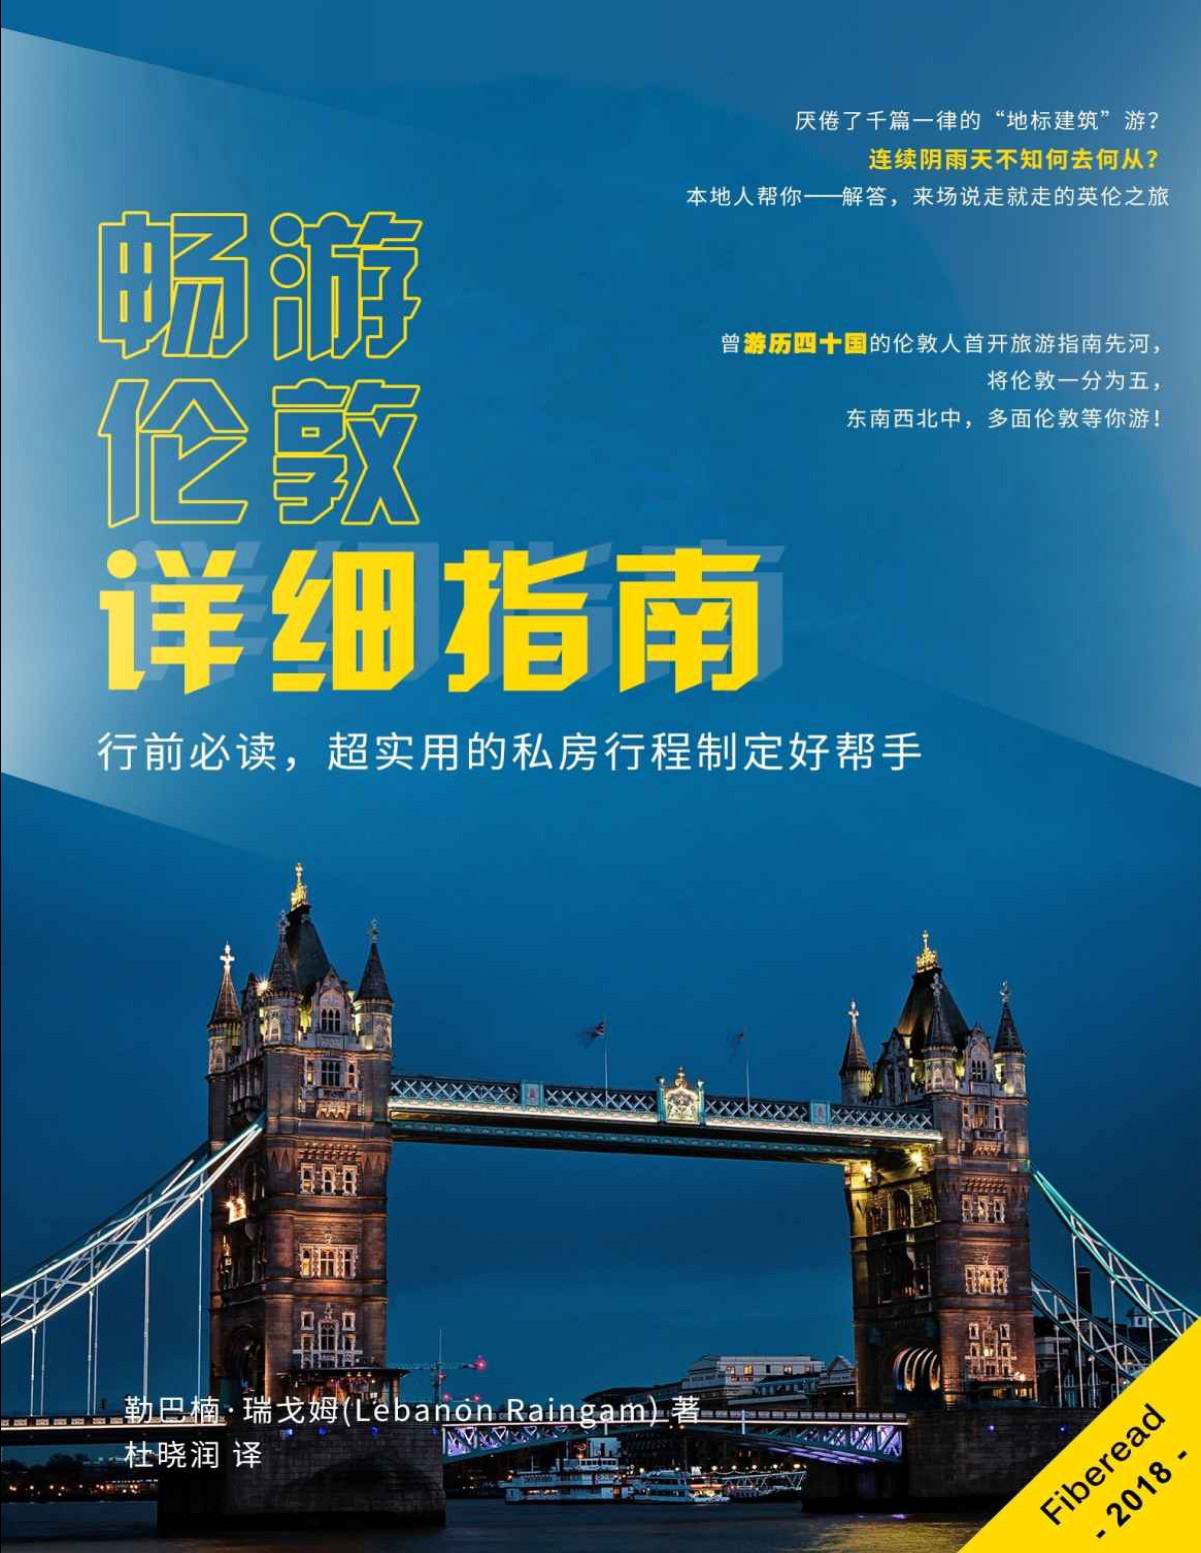 厌倦了千篇一律的“地标建筑”游？
连续阴雨天不知何去何从？
本地人帮你——解答，来场说走就走的英伦之旅
畅游
伦敦
详细指南
曾游历四十国的伦敦人首开旅游指南先河，
将伦敦一分为五，
东南西北中，多面伦敦等你游！
行前必读，超实用的私房行程制定好帮手
勒巴楠·瑞戈姆(Lebanon Raingam) 著
杜晓润 译
Fiberead
- 2018 -